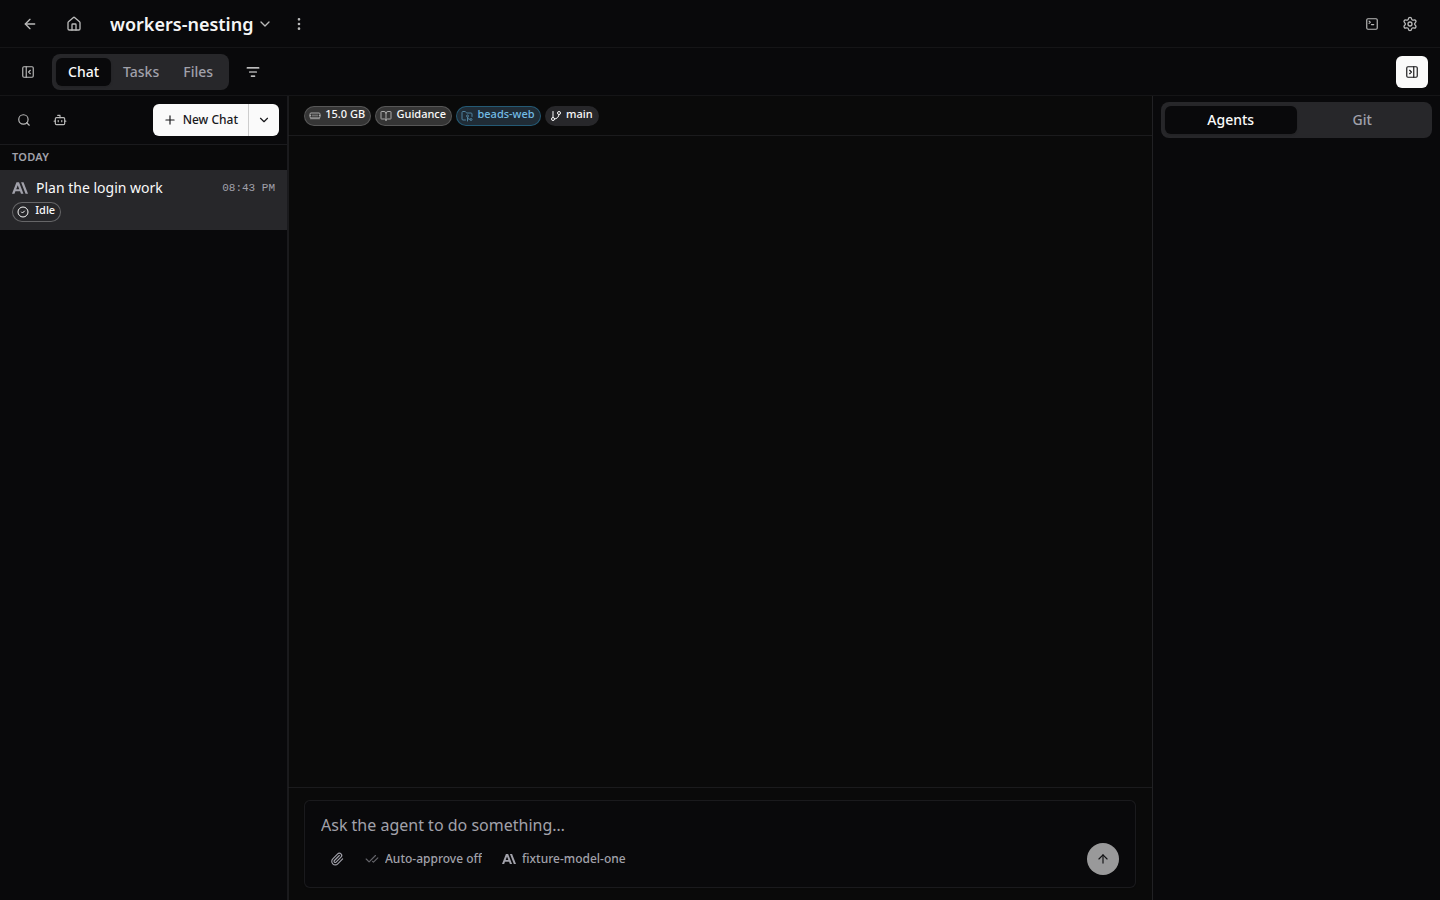 workers-nesting
Chat Tasks Files
New Chat
15.0 GB Guidance beads-web main
Agents Git
TODAY
Plan the login work 08:43 PM
Idle
Ask the agent to do something...
Auto-approve off fixture-model-one